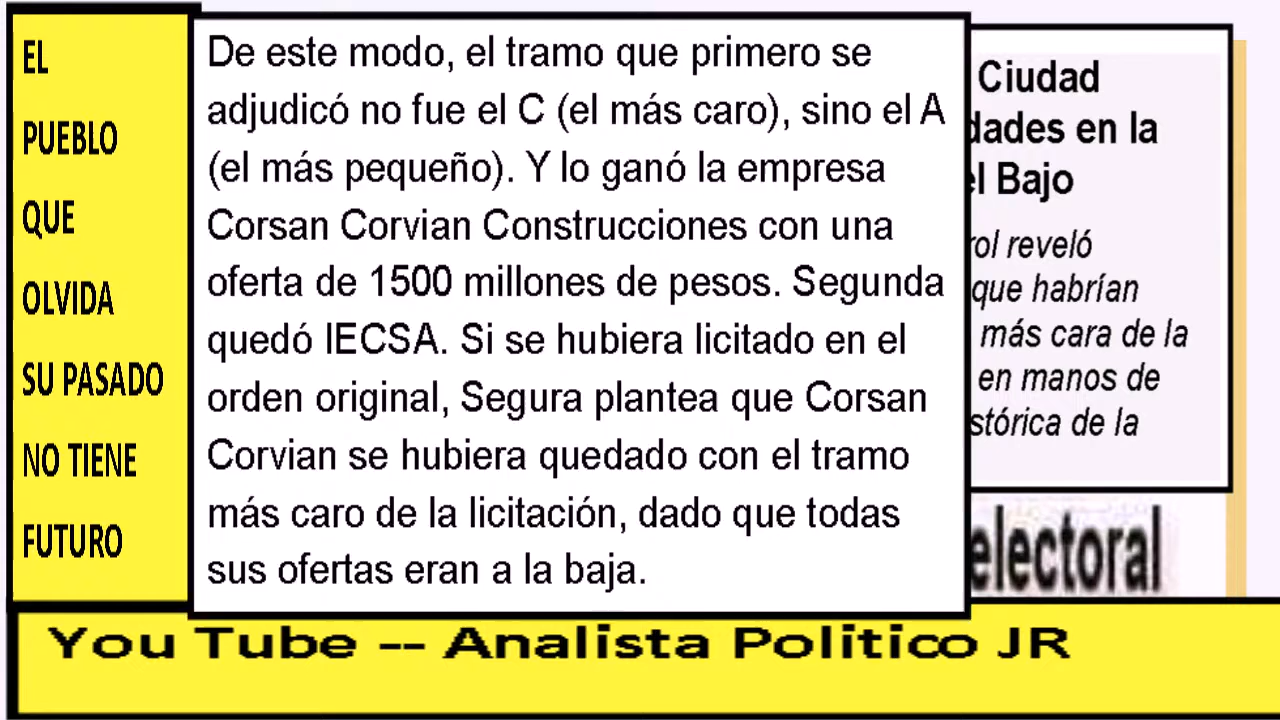 EL
PUEBLO
QUE
OLVIDA
SU PASADO
NO TIENE
FUTURO
De este modo, el tramo que primero se
adjudicó no fue el C (el más caro), sino el A
(el más pequeño). Y lo ganó la empresa
Corsan Corvian Construcciones con una
oferta de 1500 millones de pesos. Segunda
quedó IECSA. Si se hubiera licitado en el
orden original, Segura plantea que Corsan
Corvian se hubiera quedado con el tramo
más caro de la licitación, dado que todas
sus ofertas eran a la baja.
Ciudad
dades en la
el Bajo
rol reveló
que habrían
más cara de la
en manos de
stórica de la
electoral
You Tube -- Analista Politico JR